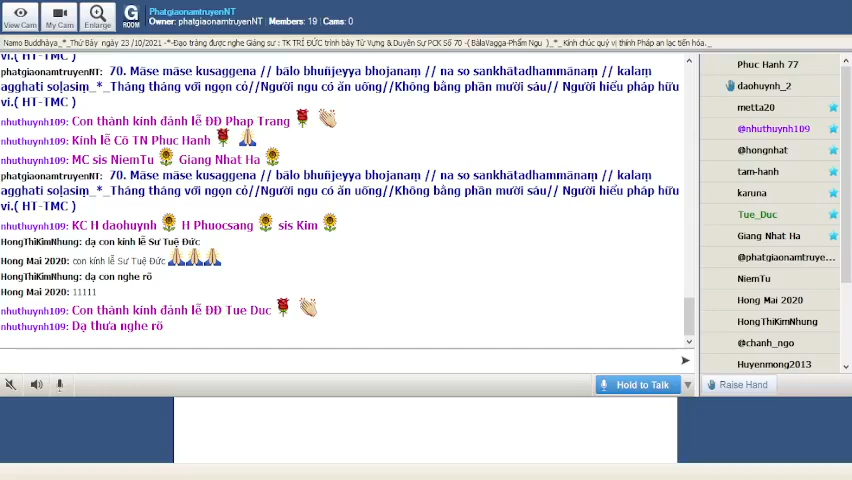 PhatgiaonamtruyenNT
Owner: phatgiaonamtruyenNT | Members: 19 | Cams: 0
View Cam
My Cam
Enlarge
G
ROOM
Namo Buddhàya_*_Thứ Bảy ngày 23 /10/2021 -*-Đạo tràng được nghe Giảng sư : TK TRÍ ĐỨC trình bày Từ Vựng & Duyên Sự PCK Số 70 -( BàlaVagga-Phẩm Ngu )_*_ Kính chúc quý vị thính Pháp an lạc tiến hóa._
vi.( HT-TMC )
phatgiaonamtruyenNT: 70. Māse māse kusaggena // bālo bhuñjeyya bhojanaṃ // na so sankhātadhammānaṃ // kalaṃ
agghati soḷasiṃ_*_Tháng tháng với ngọn cỏ//Người ngu có ăn uống//Không bằng phần mười sáu// Người hiểu pháp hữu
vi.( HT-TMC )
nhuthuynh109: Con thành kính đảnh lễ ĐĐ Phap Trang
nhuthuynh109: Kính lễ Cô TN Phuc Hanh
nhuthuynh109: MC sis NiemTu Giang Nhat Ha
phatgiaonamtruyenNT: 70. Māse māse kusaggena // bālo bhuñjeyya bhojanaṃ // na so sankhātadhammānaṃ // kalaṃ
agghati soḷasiṃ_*_Tháng tháng với ngọn cỏ//Người ngu có ăn uống//Không bằng phần mười sáu// Người hiểu pháp hữu
vi.( HT-TMC )
nhuthuynh109: KC H daohuynh H Phuocsang sis Kim
HongThiKimNhung: dạ con kính lễ Sư Tuệ Đức
Hong Mai 2020: con kính lễ Sư Tuệ Đức
HongThiKimNhung: dạ con nghe rõ
Hong Mai 2020: 11111
nhuthuynh109: Con thành kính đảnh lễ ĐĐ Tue Duc
nhuthuynh109: Dạ thưa nghe rõ
Hold to Talk
Phuc Hanh 77
daohuynh_2
metta20
@nhuthuynh109
@hongnhat
tam-hanh
karuna
Tue_Duc
Giang Nhat Ha
@phatgiaonamtruye...
NiemTu
Hong Mai 2020
HongThiKimNhung
@chanh_ngo
Huyenmong2013
Raise Hand